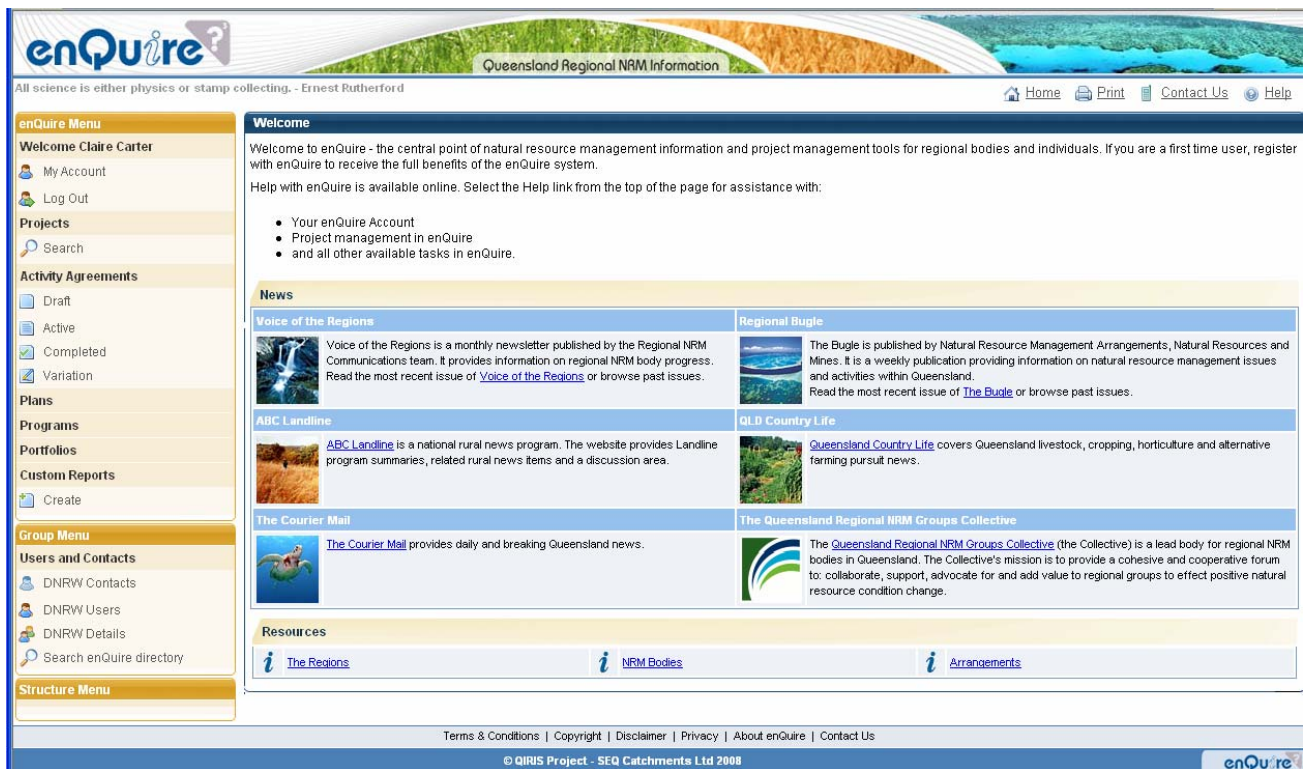 enQuire?
Queensland Regional NRM Information
All science is either physics or stamp collecting. - Ernest Rutherford
Home Print Contact Us Help
enQuire Menu
Welcome Claire Carter
My Account
Log Out
Projects
Search
Activity Agreements
Draft
Active
Completed
Variation
Plans
Programs
Portfolios
Custom Reports
Create
Group Menu
Users and Contacts
DNRW Contacts
DNRW Users
DNRW Details
Search enQuire directory
Structure Menu
Welcome
Welcome to enQuire - the central point of natural resource management information and project management tools for regional bodies and individuals. If you are a first time user, register
with enQuire to receive the full benefits of the enQuire system.
Help with enQuire is available online. Select the Help link from the top of the page for assistance with:
• Your enQuire Account
• Project management in enQuire
• and all other available tasks in enQuire.
News
Voice of the Regions
Voice of the Regions is a monthly newsletter published by the Regional NRM
Communications team. It provides information on regional NRM body progress.
Read the most recent issue of Voice of the Regions or browse past issues.
Regional Bugle
The Bugle is published by Natural Resource Management Arrangements, Natural Resources and
Mines. It is a weekly publication providing information on natural resource management issues
and activities within Queensland.
Read the most recent issue of The Bugle or browse past issues.
ABC Landline
ABC Landline is a national rural news program. The website provides Landline
program summaries, related rural news items and a discussion area.
QLD Country Life
Queensland Country Life covers Queensland livestock, cropping, horticulture and alternative
farming pursuit news.
The Courier Mail
The Courier Mail provides daily and breaking Queensland news.
The Queensland Regional NRM Groups Collective
The Queensland Regional NRM Groups Collective (the Collective) is a lead body for regional NRM
bodies in Queensland. The Collective's mission is to provide a cohesive and cooperative forum
to: collaborate, support, advocate for and add value to regional groups to effect positive natural
resource condition change.
Resources
i The Regions i NRM Bodies i Arrangements
Terms & Conditions | Copyright | Disclaimer | Privacy | About enQuire | Contact Us
© QIRIS Project - SEQ Catchments Ltd 2008
enQuire